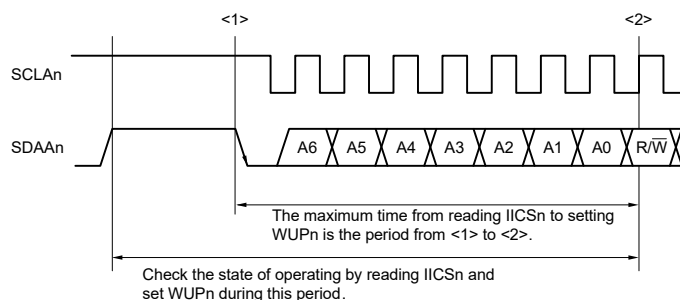 <1>
<2>
SCLAn
SDAAn
A6 A5 A4 A3 A2 A1 A0 R/W̅
The maximum time from reading IICSn to setting
WUPn is the period from <1> to <2>.
Check the state of operating by reading IICSn and
set WUPn during this period.